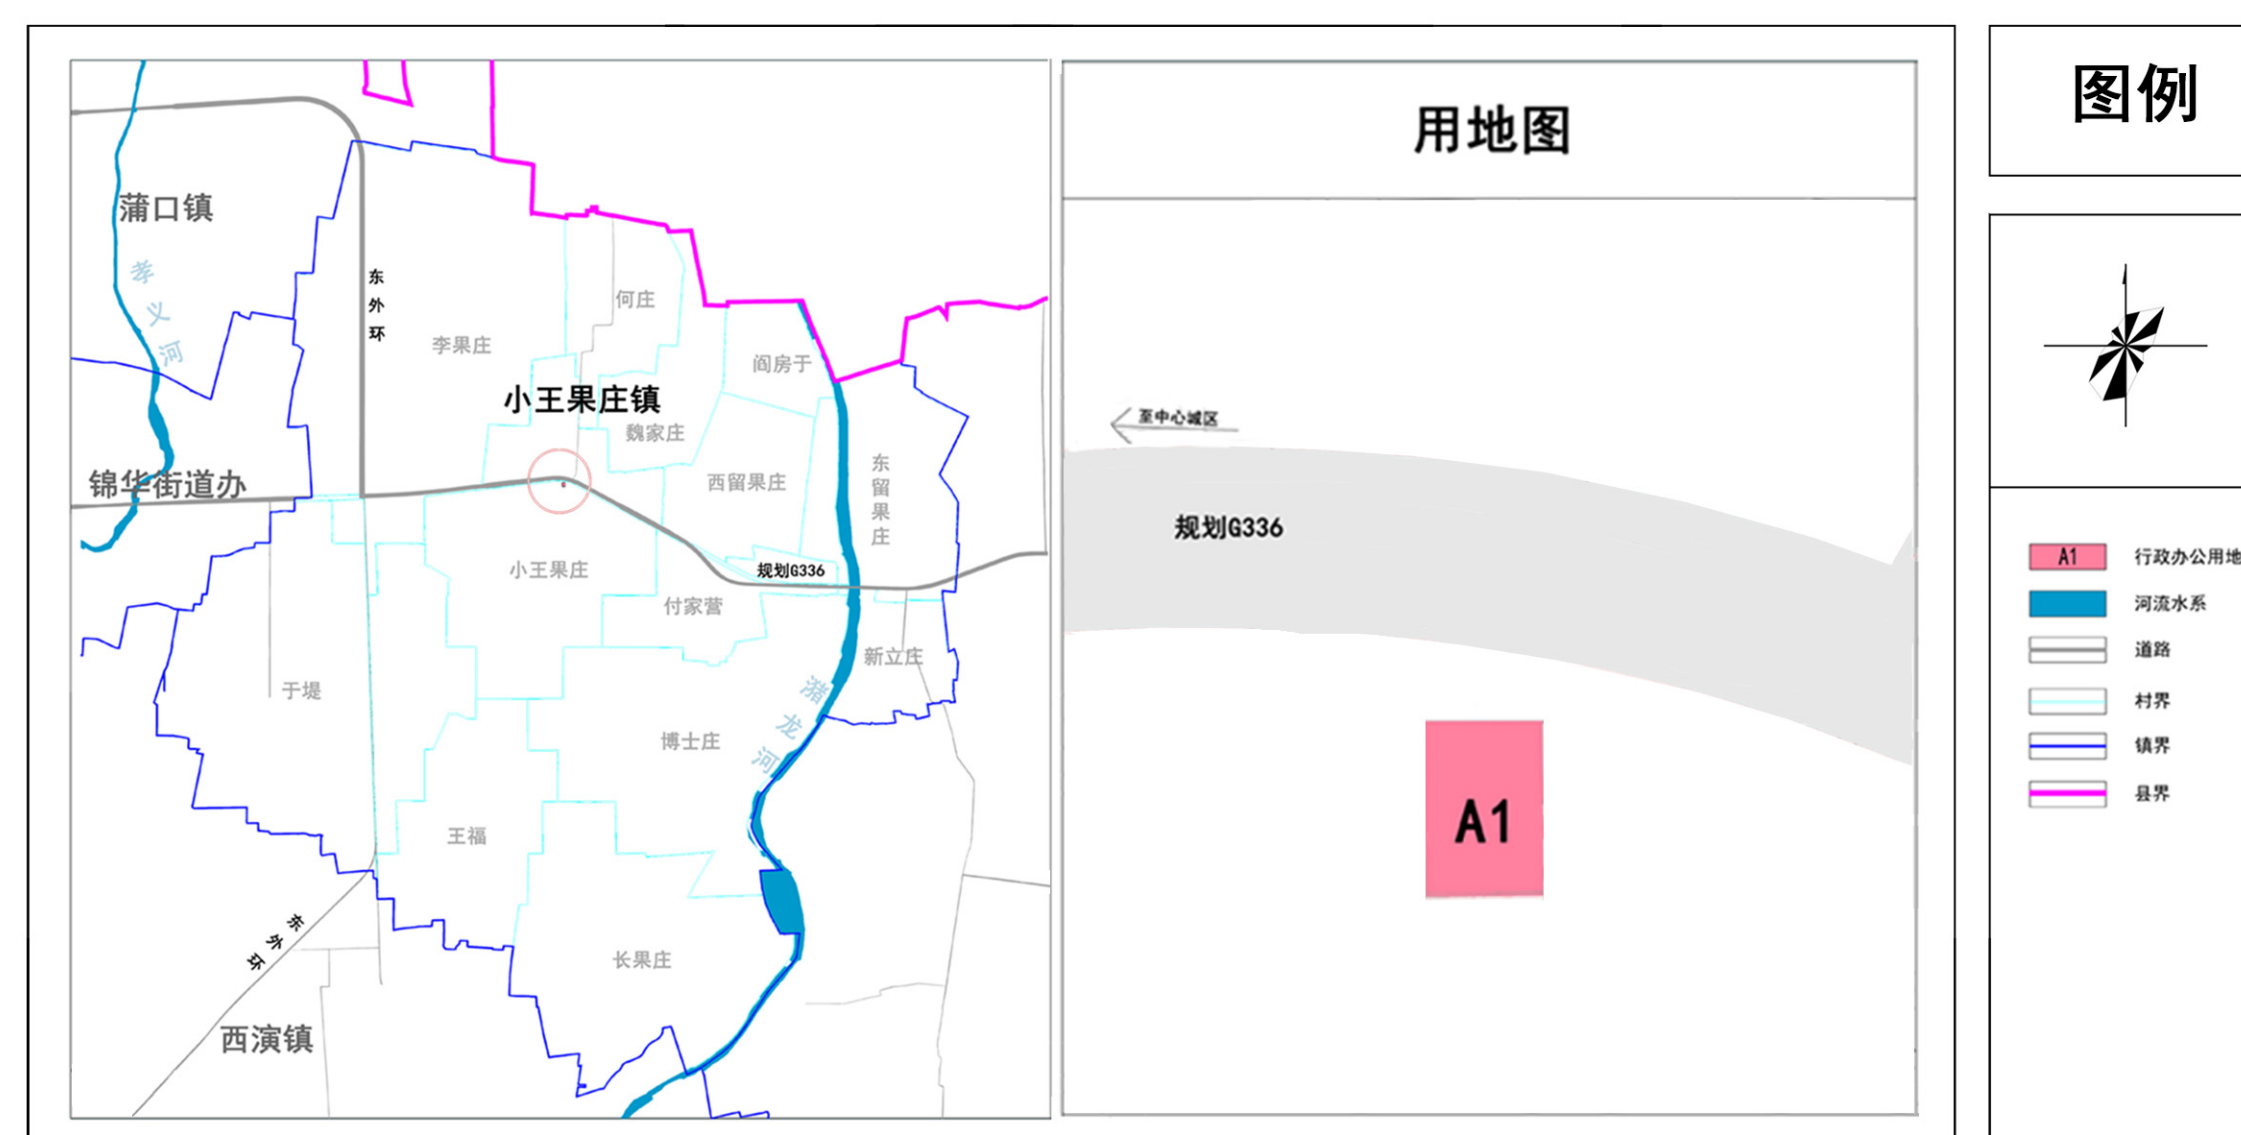 蒲口镇
孝义河
东外环
何庄
李果庄
阎房于
小王果庄镇
魏家庄
锦华街道办
西留果庄
东留果庄
小王果庄
规划G336
付家营
新立庄
于堤
潴龙河
博士庄
王福
东外环
长果庄
西演镇
用地图
至中心城区
规划G336
A1
图例
A1 行政办公用地
河流水系
道路
村界
镇界
县界